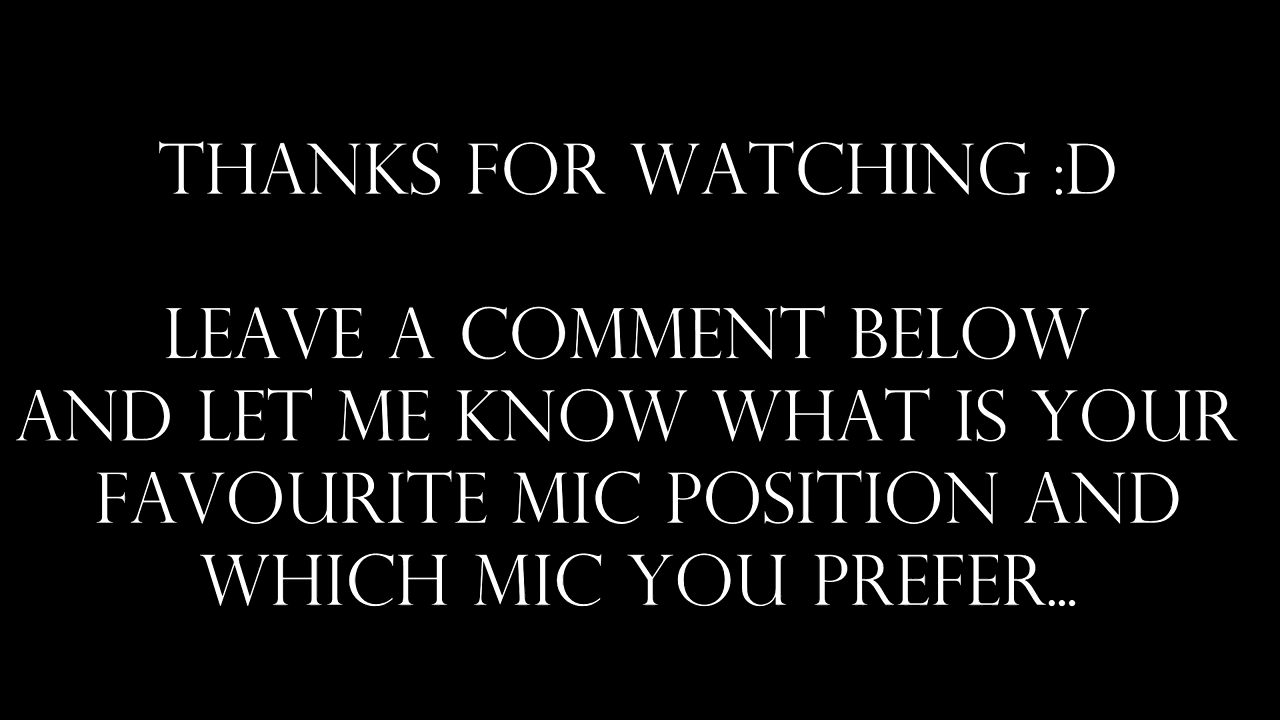 THANKS FOR WATCHING :D
LEAVE A COMMENT BELOW
AND LET ME KNOW WHAT IS YOUR
FAVOURITE MIC POSITION AND
WHICH MIC YOU PREFER...